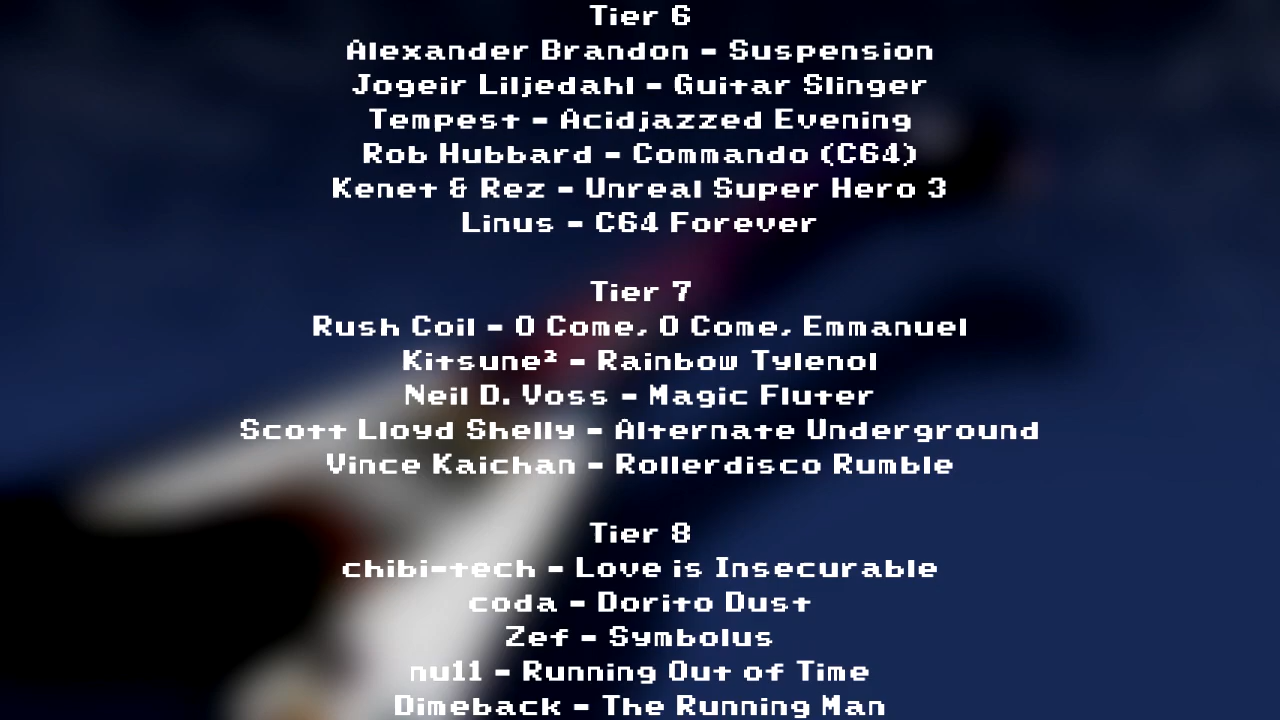 Tier 6
Alexander Brandon - Suspension
Jogeir Liljedahl - Guitar Slinger
Tempest - Acidjazzed Evening
Rob Hubbard - Commando (C64)
Kenet & Rez - Unreal Super Hero 3
Linus - C64 Forever
Tier 7
Rush Coil - O Come, O Come, Emmanuel
Kitsune² - Rainbow Tylenol
Neil D. Voss - Magic Fluter
Scott Lloyd Shelly - Alternate Underground
Vince Kaichan - Rollerdisco Rumble
Tier 8
chibi-tech - Love is Insecurable
coda - Dorito Dust
Zef - Symbolus
nu11 - Running Out of Time
Dimeback - The Running Man